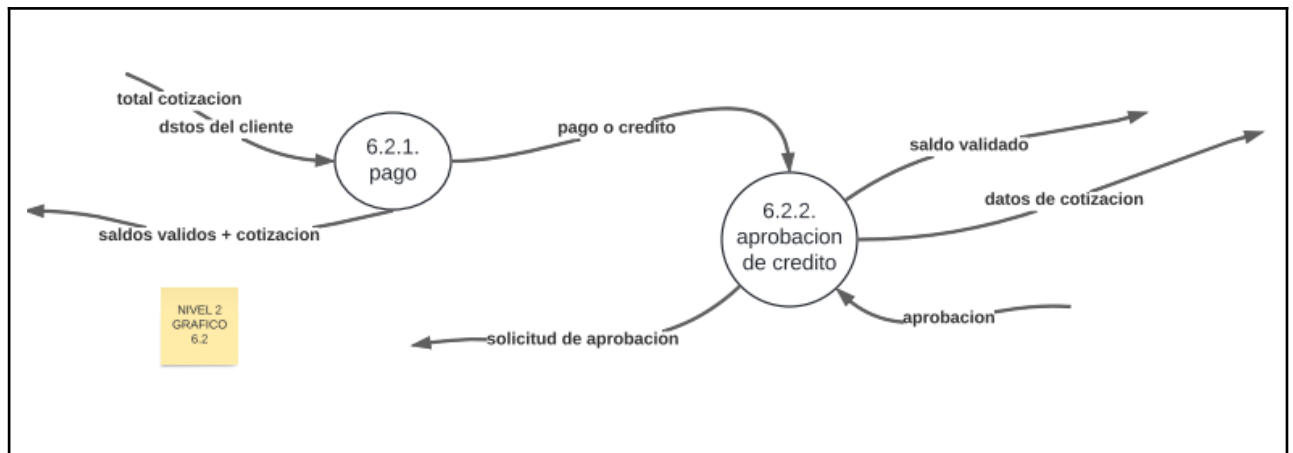 total cotizacion
dstos del cliente
6.2.1.
pago
pago o credito
saldo validado
datos de cotizacion
saldos validos + cotizacion
6.2.2.
aprobacion
de credito
NIVEL 2
GRAFICO
6.2
aprobacion
solicitud de aprobacion